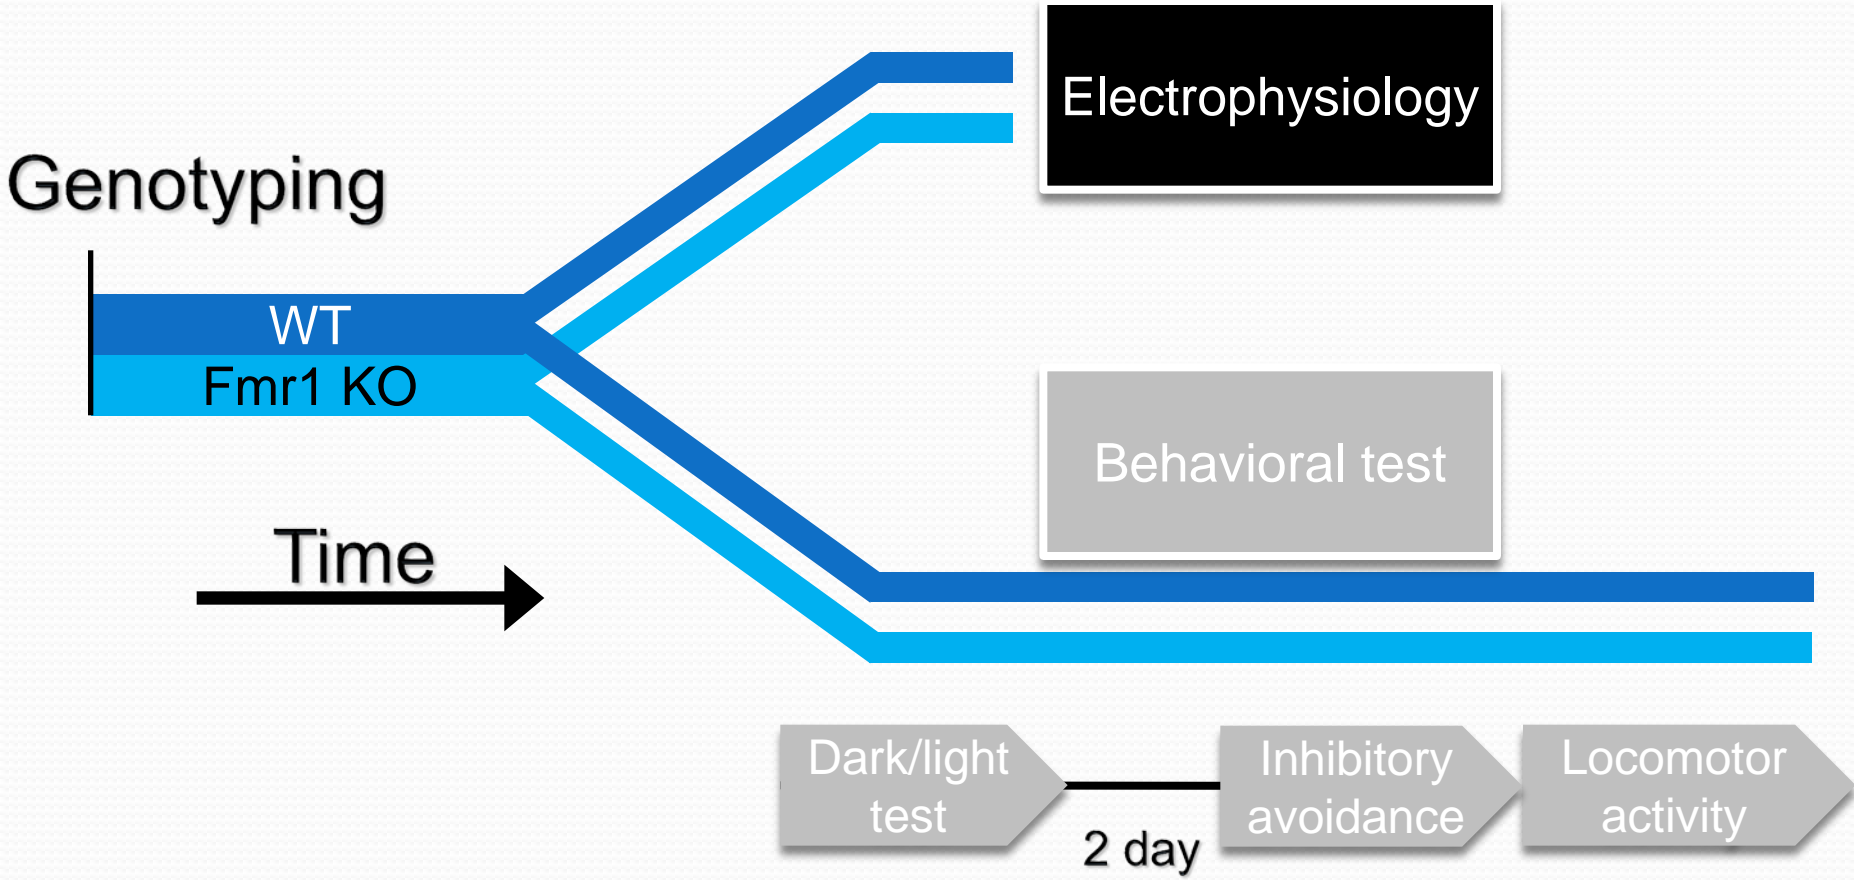 Electrophysiology
Genotyping
WT
Fmr1 KO
Behavioral test
Time
Dark/light
test
2 day
Inhibitory
avoidance
Locomotor
activity